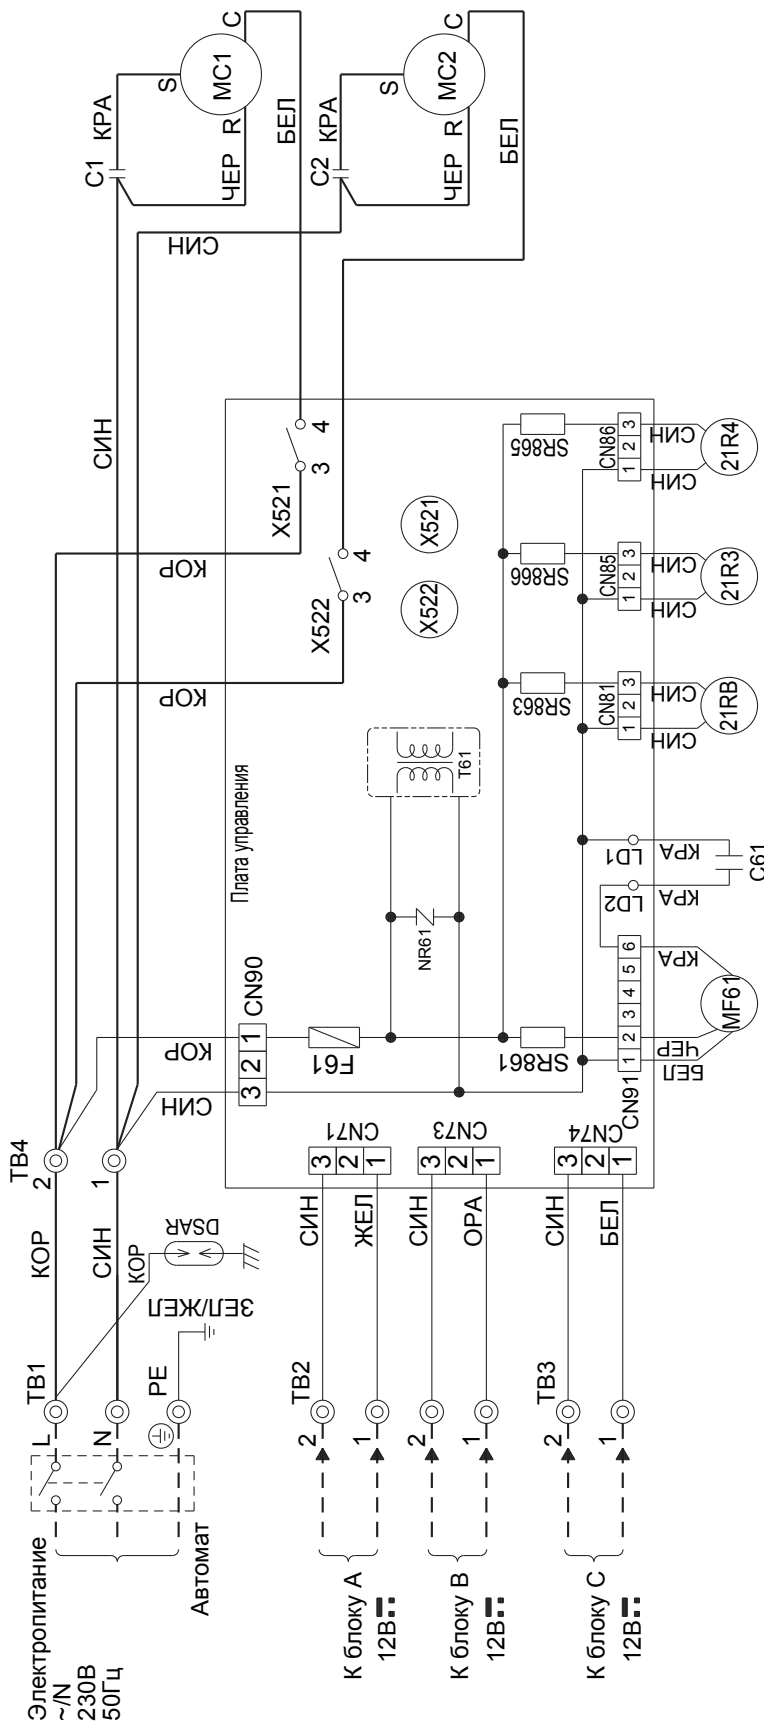 Электропитание
~/N
230В
50Гц
Автомат
L
N
TB1
PE
КОР
СИН
КОР
DSAR
ЗЕЛ/ЖЕЛ
TB4
2
1
КОР
СИН
3 2 1
CN90
F61
Плата управления
NR61
T61
СИН
КОР
КОР
X521
3
4
X522
3
4
X522
X521
СИН
C1
КРА
ЧЕР
S
R
C
MC1
БЕЛ
C2
КРА
ЧЕР
S
R
C
MC2
БЕЛ
К блоку А
12В
TB2
2
1
СИН
ЖЕЛ
3 2 1
CN71
К блоку В
12В
2
1
СИН
ОРА
3 2 1
CN73
К блоку С
12В
TB3
2
1
СИН
БЕЛ
3 2 1
CN74
SR861
CN91
1 2 3 4 5 6
БЕЛ
ЧЕР
КРА
MF61
LD2
LD1
КРА
КРА
C61
SR863
CN81
1 2 3
СИН
СИН
21RB
SR866
CN85
1 2 3
СИН
СИН
21R3
SR865
CN86
1 2 3
СИН
СИН
21R4